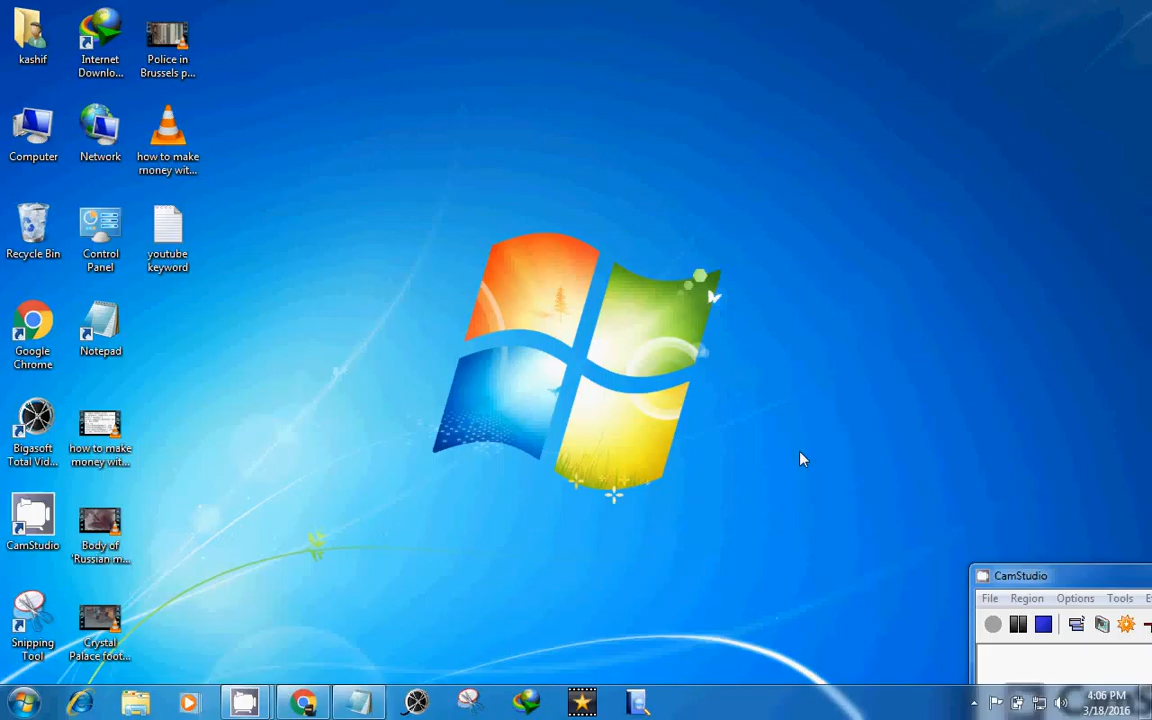 kashif
Internet
Downlo...
Police in
Brussels p...
Computer
Network
how to make
money wit...
Recycle Bin
Control
Panel
youtube
keyword
Google
Chrome
Notepad
Bigasoft
Total Vid...
how to make
money wit...
CamStudio
Body of
'Russian m...
Snipping
Tool
Crystal
Palace foot...
CamStudio
File Region Options Tools
4:06 PM
3/18/2016